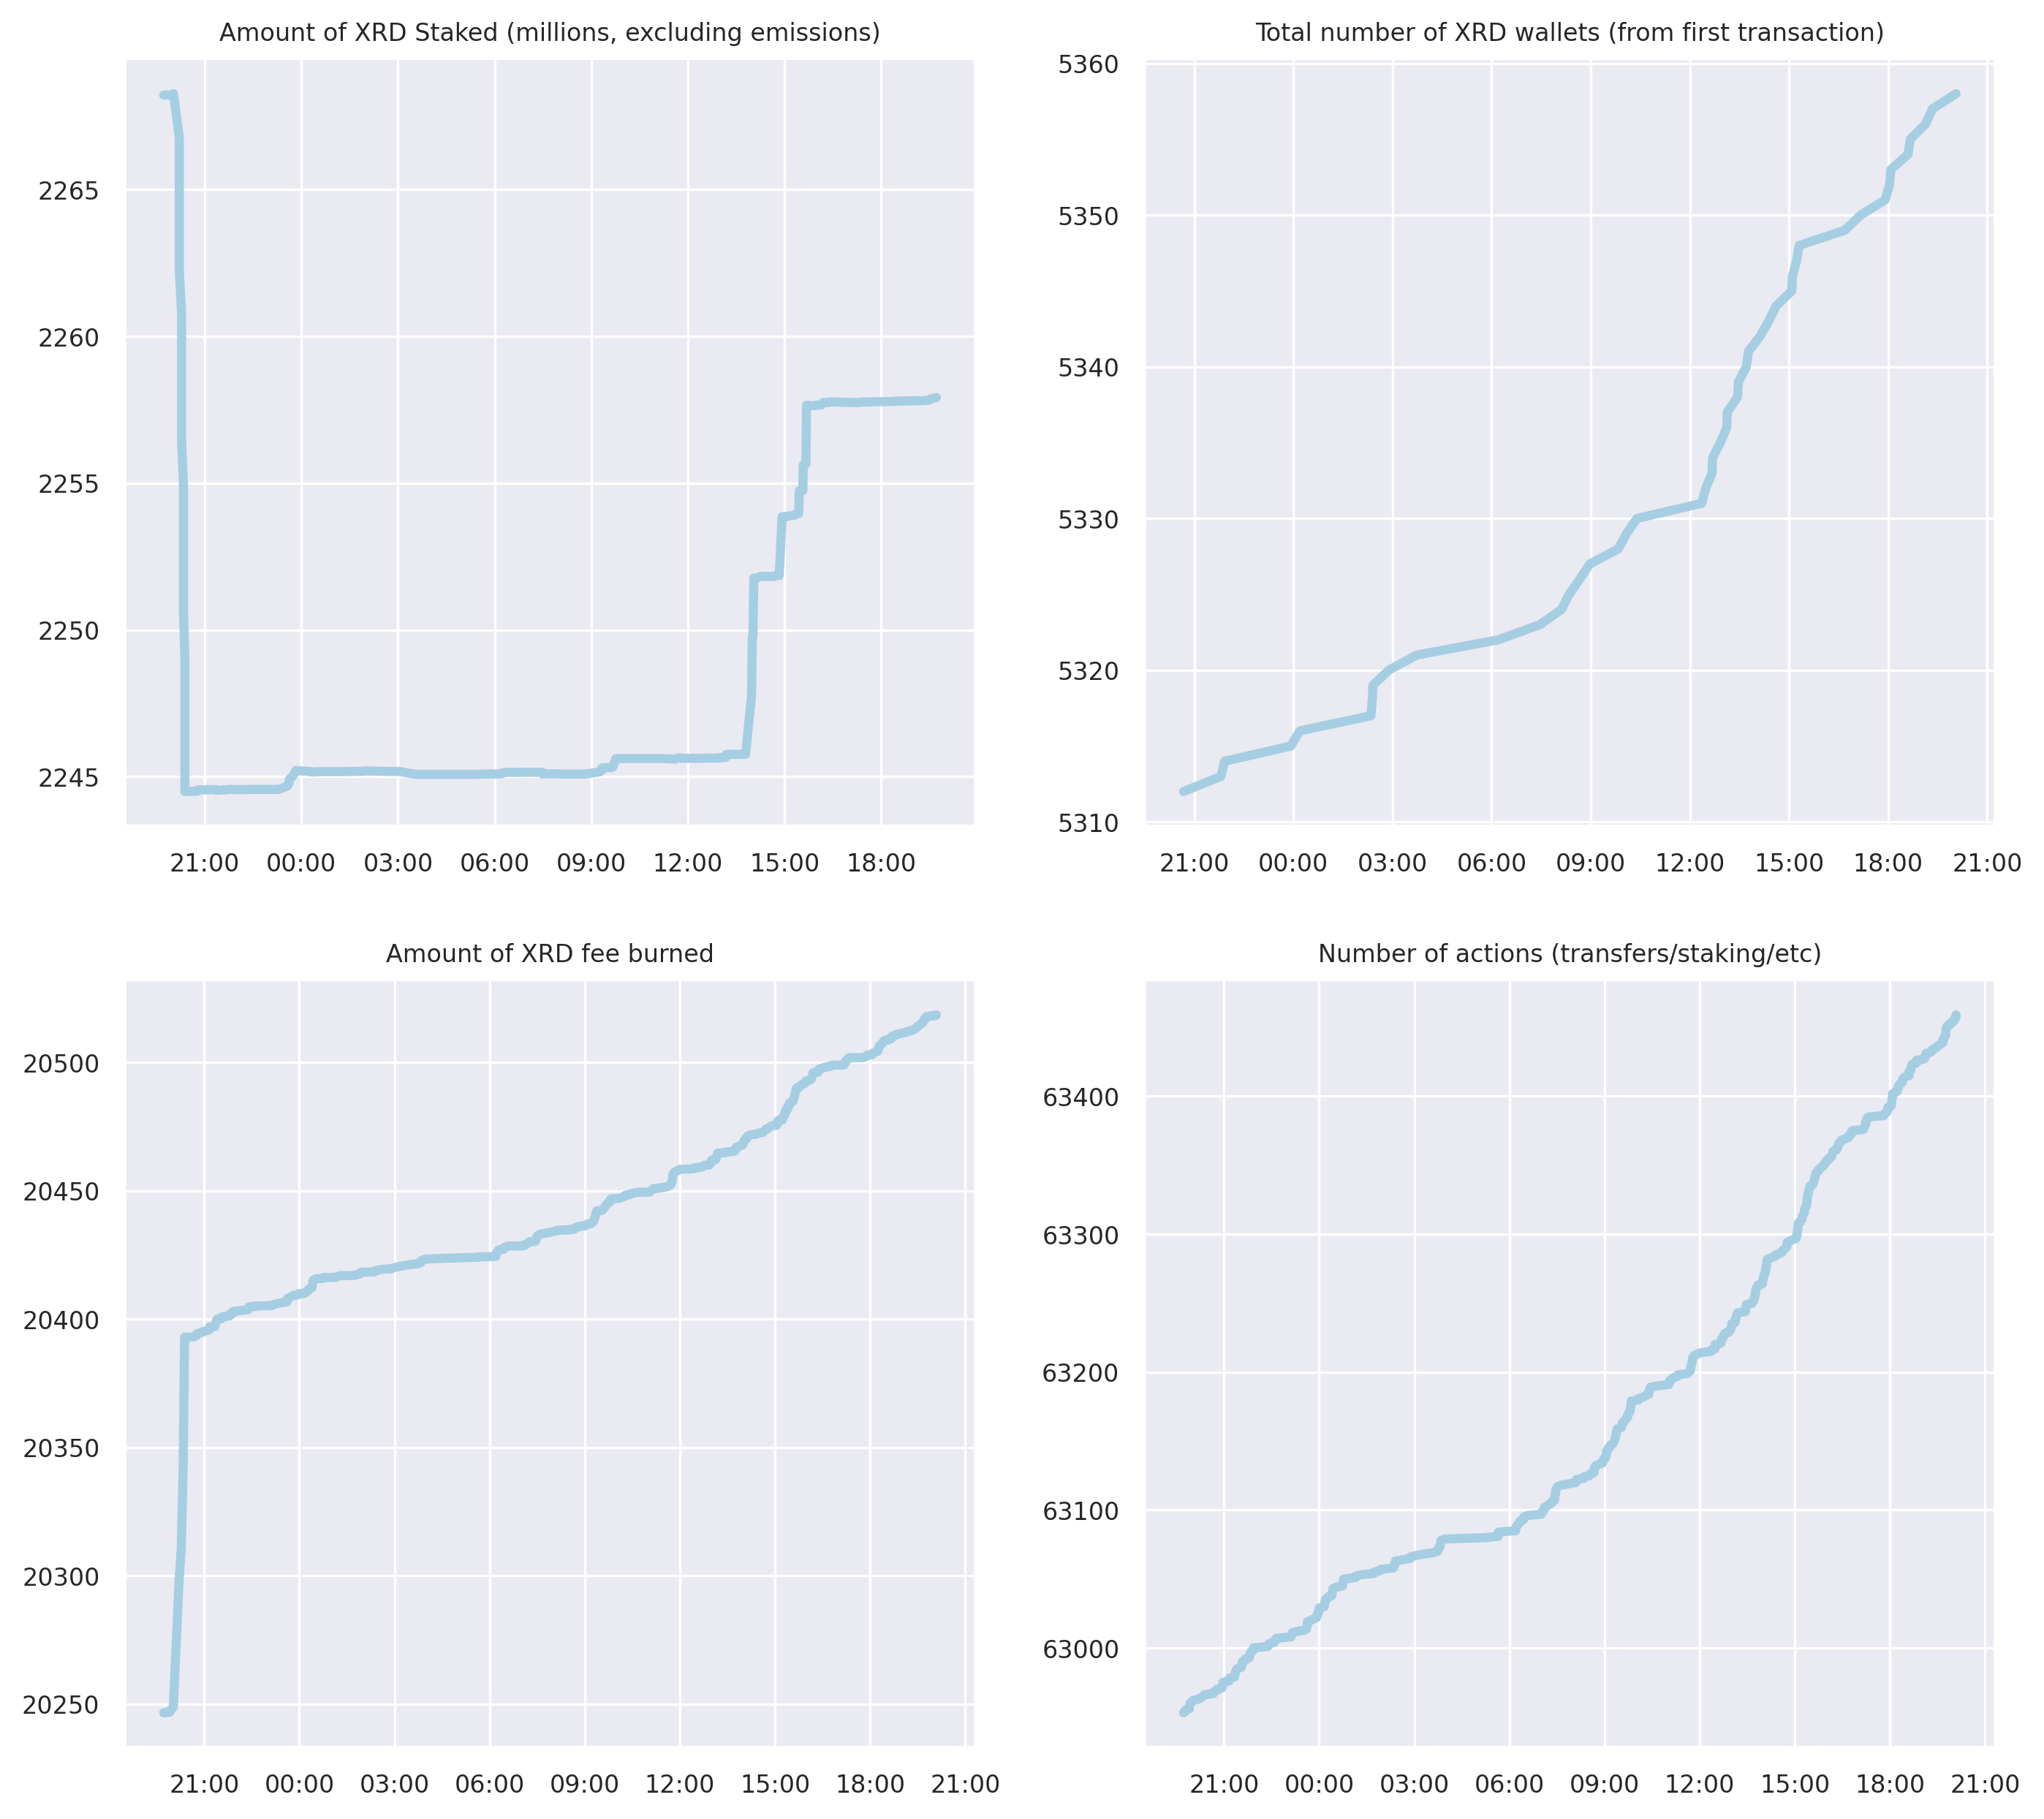 Amount of XRD Staked (millions, excluding emissions)
2265
2260
2255
2250
2245
21:00 00:00 03:00 06:00 09:00 12:00 15:00 18:00
Total number of XRD wallets (from first transaction)
5360
5350
5340
5330
5320
5310
21:00 00:00 03:00 06:00 09:00 12:00 15:00 18:00 21:00
Amount of XRD fee burned
20500
20450
20400
20350
20300
20250
21:00 00:00 03:00 06:00 09:00 12:00 15:00 18:00 21:00
Number of actions (transfers/staking/etc)
63400
63300
63200
63100
63000
21:00 00:00 03:00 06:00 09:00 12:00 15:00 18:00 21:00